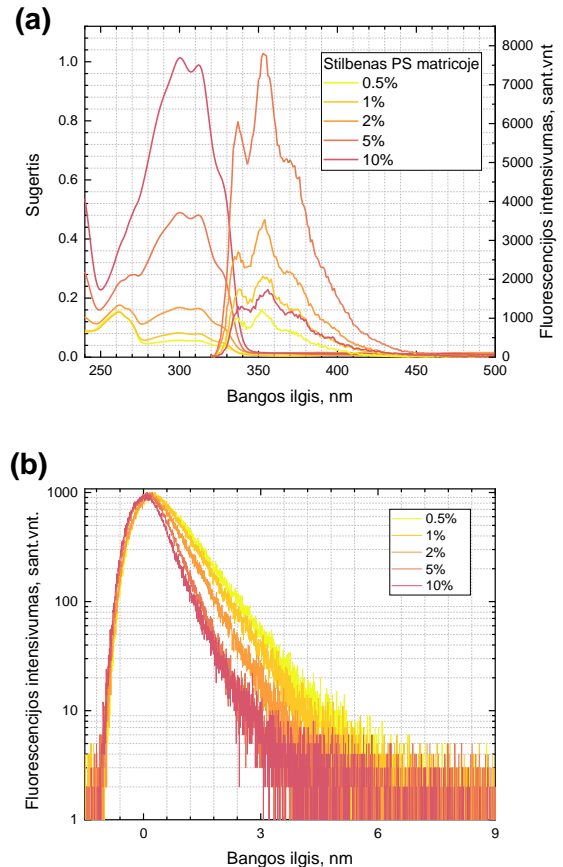 (a)
Sugertis
1.0
0.8
0.6
0.4
0.2
0.0
Stilbenas PS matricoje
0.5%
1%
2%
5%
10%
8000
7000
6000
5000
4000
3000
2000
1000
0
Fluorescencijos intensivumas, sant.vnt
250 300 350 400 450 500
Bangos ilgis, nm
(b)
Fluorescencijos intensivumas, sant.vnt.
1000
100
10
1
0.5%
1%
2%
5%
10%
0 3 6 9
Bangos ilgis, nm